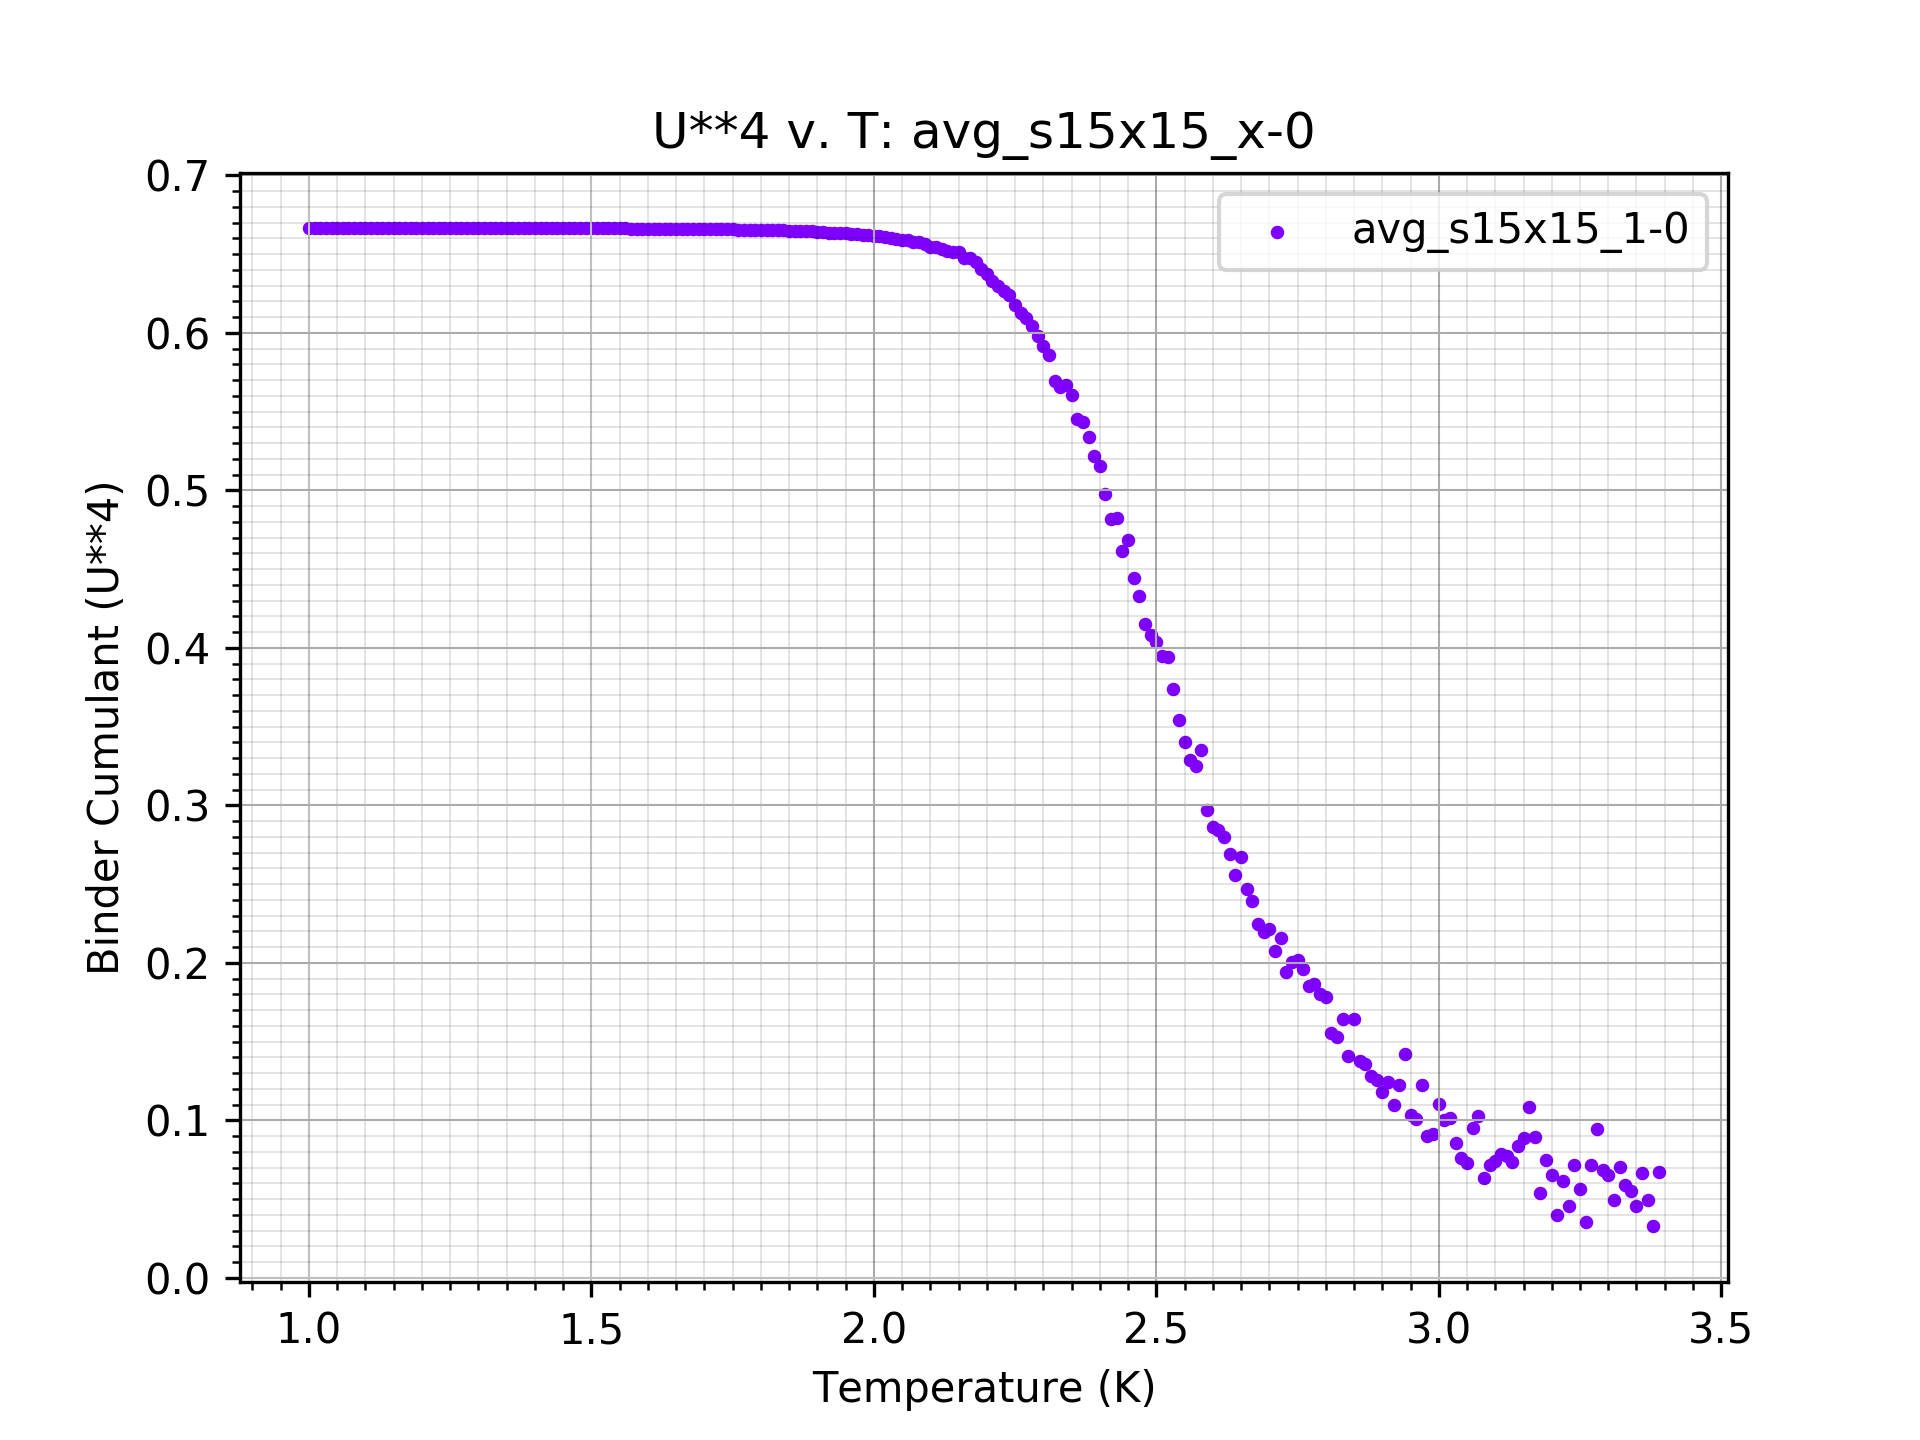 U**4 v. T: avg_s15x15_x-0
avg_s15x15_1-0
Binder Cumulant (U**4)
0.7
0.6
0.5
0.4
0.3
0.2
0.1
0.0
1.0 1.5 2.0 2.5 3.0 3.5
Temperature (K)